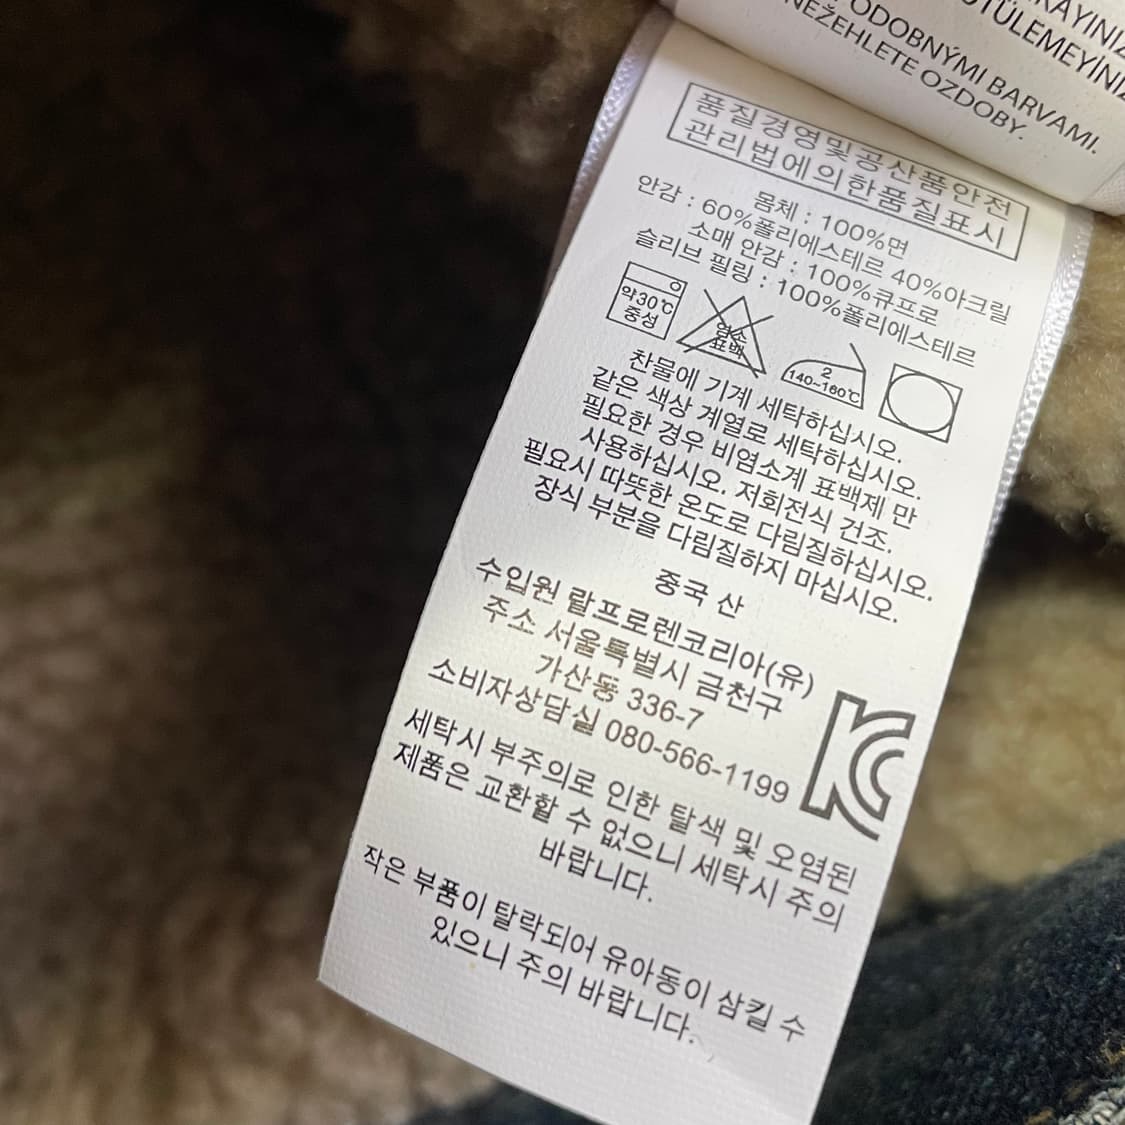 KAYINIZ
ÜTÜLEMEYİNİZ
ODOBNÝMI BARVAMI.
NEŽEHLETE OZDOBY.
품질경영및공산품안전
관리법에의한품질표시
몸체 : 100%면
안감 : 60%폴리에스테르 40%아크릴
소매 안감 : 100%큐프로
슬리브 필링 : 100%폴리에스테르
약30℃
중성
염소
표백
2
140~160℃
찬물에 기계 세탁하십시오.
같은 색상 계열로 세탁하십시오.
필요한 경우 비염소계 표백제 만
사용하십시오. 저회전식 건조.
필요시 따뜻한 온도로 다림질하십시오.
장식 부분을 다림질하지 마십시오.
중국 산
수입원 랄프로렌코리아(유)
주소 서울특별시 금천구
가산동 336-7
소비자상담실 080-566-1199
KC
세탁시 부주의로 인한 탈색 및 오염된
제품은 교환할 수 없으니 세탁시 주의
바랍니다.
작은 부품이 탈락되어 유아동이 삼킬 수
있으니 주의 바랍니다.